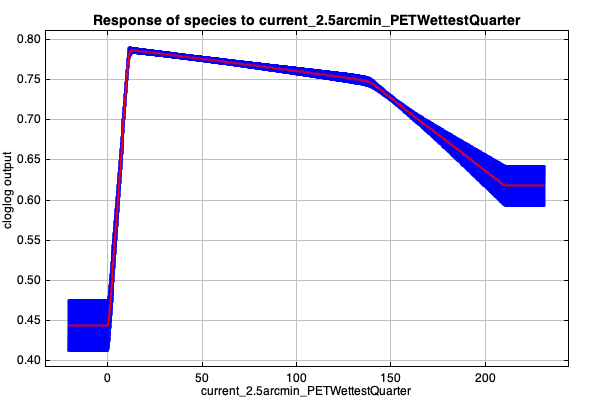 Response of species to current_2.5arcmin_PETWettestQuarter
0.80
0.75
0.70
0.65
0.60
0.55
0.50
0.45
0.40
cloglog output
0 50 100 150 200
current_2.5arcmin_PETWettestQuarter